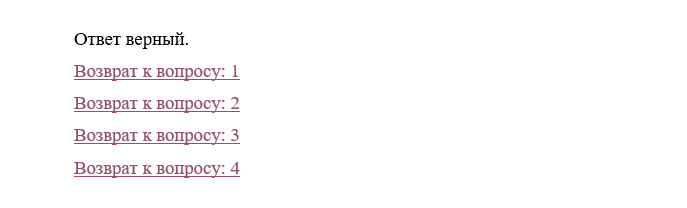 Ответ верный.
Возврат к вопросу: 1
Возврат к вопросу: 2
Возврат к вопросу: 3
Возврат к вопросу: 4